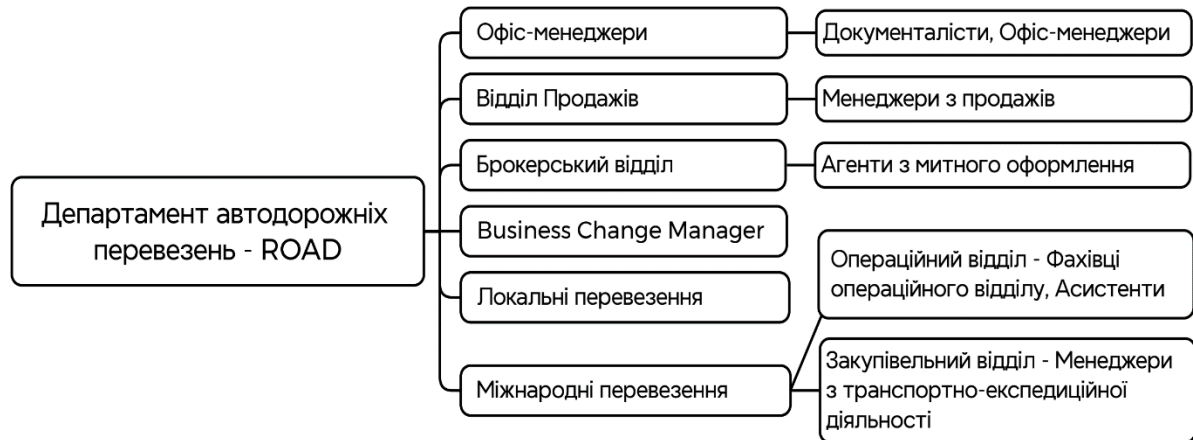 Департамент автодорожніх
перевезень - ROAD
Офіс-менеджери
Документалісти, Офіс-менеджери
Відділ Продажів
Менеджери з продажів
Брокерський відділ
Агенти з митного оформлення
Business Change Manager
Локальні перевезення
Міжнародні перевезення
Операційний відділ - Фахівці
операційного відділу, Асистенти
Закупівельний відділ - Менеджери
з транспортно-експедиційної
діяльності